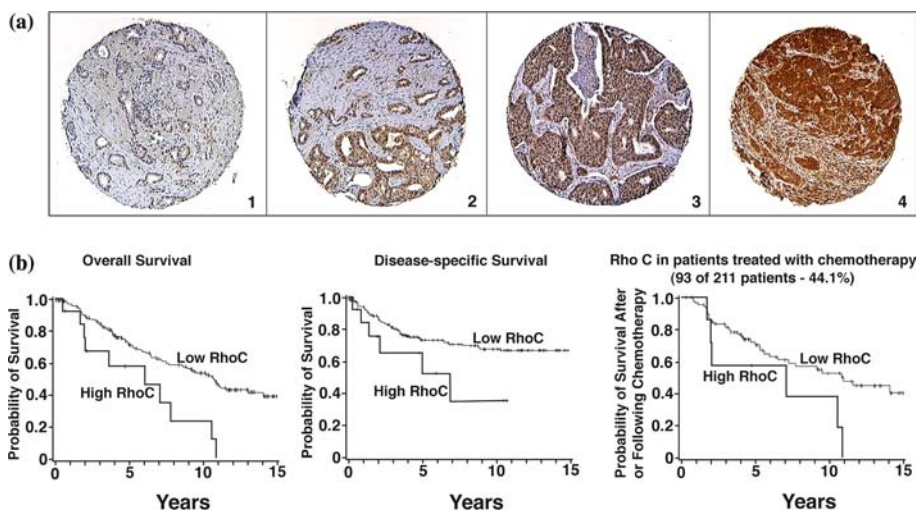 (a)
1
2
3
4
(b)
Overall Survival
Probability of Survival
1.0
0.8
0.6
0.4
0.2
0
Low RhoC
High RhoC
0
5
10
15
Years
Disease-specific Survival
Probability of Survival
1.0
0.8
0.6
0.4
0.2
0
Low RhoC
High RhoC
0
5
10
15
Years
Rho C in patients treated with chemotherapy
(93 of 211 patients - 44.1%)
Probability of Survival After
or Following Chemotherapy
1.0
0.8
0.6
0.4
0.2
0
Low RhoC
High RhoC
0
5
10
15
Years